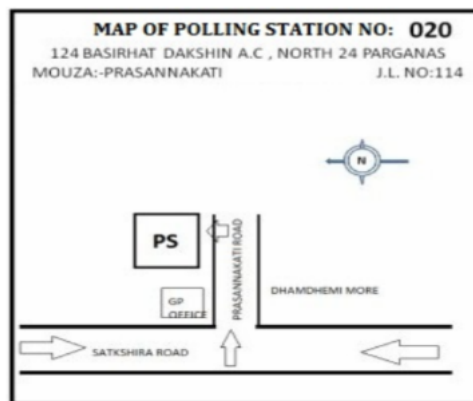 MAP OF POLLING STATION NO: 020
124 BASIRHAT DAKSHIN A.C , NORTH 24 PARGANAS
MOUZA:-PRASANNAKATI J.L. NO:114
N
PS
PRASANNAKATI ROAD
GP
OFFICE
DHAMDHEMI MORE
SATKSHIRA ROAD